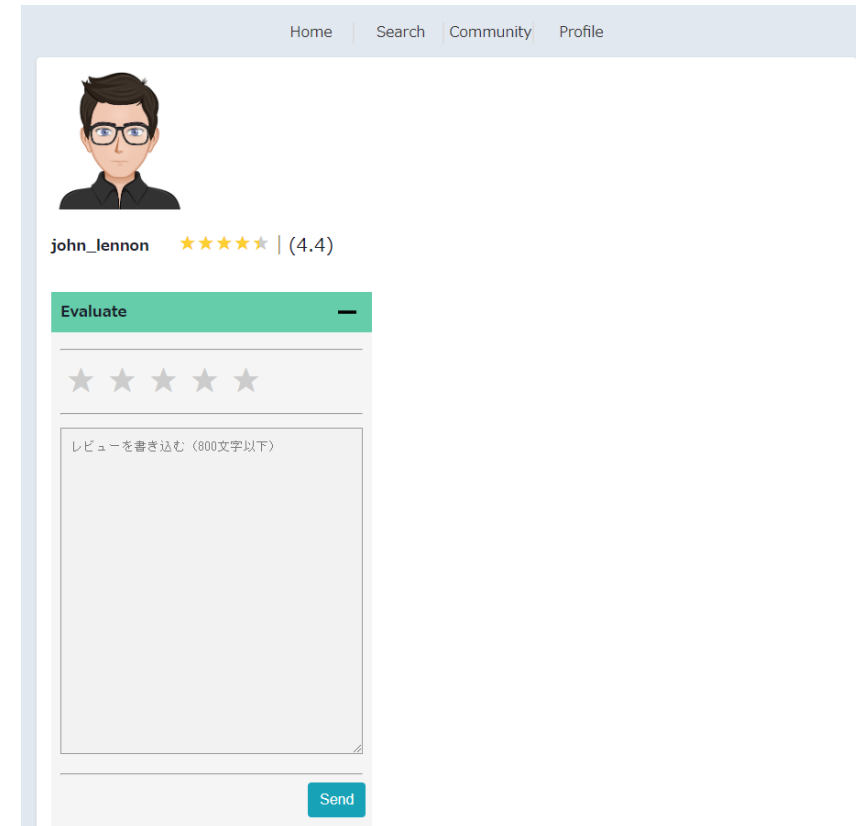 Home Search Community Profile
john_lennon ★★★★★ | (4.4)
Evaluate
★ ★ ★ ★ ★
レビューを書き込む（800文字以下）
Send